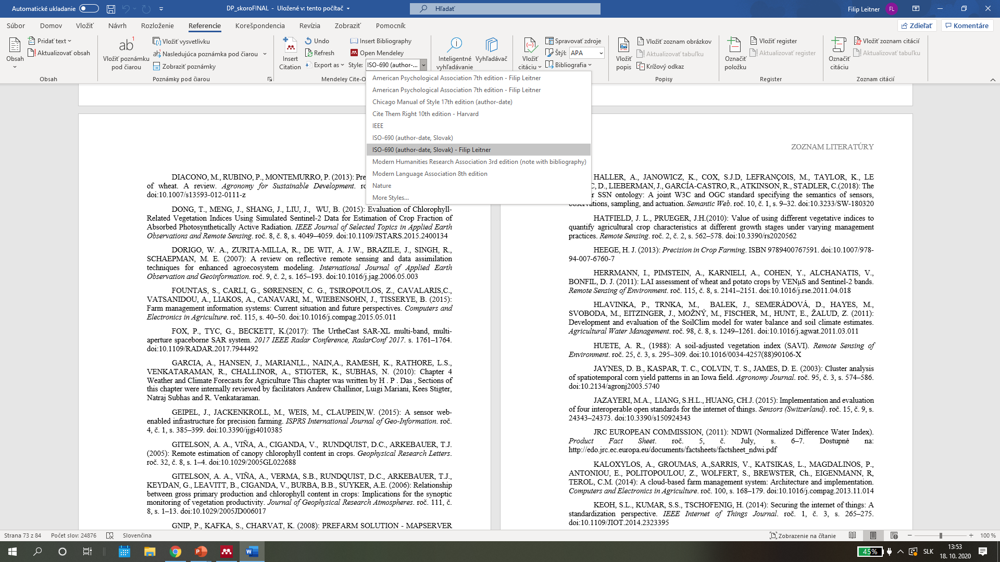 Automatické ukladanie
DP_skoroFINAL - Uložené v: tento počítač
Hľadať
Filip Leitner
FL
Súbor Domov Vložiť Návrh Rozloženie Referencie Korešpondencia Revízia Zobraziť Pomocník
Zdieľať
Komentáre
Obsah
Pridať text
Aktualizovať obsah
Obsah
ab 1
Vložiť poznámku
pod čiarou
Vložiť vysvetlivku
Nasledujúca poznámka pod čiarou
Zobraziť poznámky
Poznámky pod čiarou
Insert
Citation
Undo
Refresh
Export as
Insert Bibliography
Open Mendeley
Style: ISO-690 (author-...
Mendeley Cite-O
Inteligentné
vyhľadávanie
Vyhľadávač
Vložiť
citáciu
Spravovať zdroje
Štýl: APA
Bibliografia
Vložiť
popis
Vložiť zoznam obrázkov
Aktualizovať tabuľku
Krížový odkaz
Popisy
Označiť
položku
Vložiť register
Aktualizovať register
Register
Označiť
citáciu
Vložiť zoznam citácií
Aktualizovať tabuľku
Zoznam citácií
American Psychological Association 7th edition - Filip Leitner
American Psychological Association 7th edition - Filip Leitner
Chicago Manual of Style 17th edition (author-date)
Cite Them Right 10th edition - Harvard
IEEE
ISO-690 (author-date, Slovak)
ISO-690 (author-date, Slovak) - Filip Leitner
Modern Humanities Research Association 3rd edition (note with bibliography)
Modern Language Association 8th edition
Nature
More Styles...
DIACONO, M., RUBINO, P., MONTEMURRO, P. (2013): Pre
of wheat. A review. Agronomy for Sustainable Development. ro
doi:10.1007/s13593-012-0111-z
DONG, T., MENG, J., SHANG, J., LIU, J., WU, B. (2015): Evaluation of Chlorophyll-
Related Vegetation Indices Using Simulated Sentinel-2 Data for Estimation of Crop Fraction of
Absorbed Photosynthetically Active Radiation. IEEE Journal of Selected Topics in Applied Earth
Observations and Remote Sensing. roč. 8, č. 8, s. 4049–4059. doi:10.1109/JSTARS.2015.2400134
DORIGO, W. A., ZURITA-MILLA, R., DE WIT, A. J.W., BRAZILE, J., SINGH, R.,
SCHAEPMAN, M. E. (2007): A review on reflective remote sensing and data assimilation
techniques for enhanced agroecosystem modeling. International Journal of Applied Earth
Observation and Geoinformation. roč. 9, č. 2, s. 165–193. doi:10.1016/j.jag.2006.05.003
FOUNTAS, S., CARLI, G., SØRENSEN, C. G., TSIROPOULOS, Z., CAVALARIS,C.,
VATSANIDOU, A., LIAKOS, A., CANAVARI, M., WIEBENSOHN, J., TISSERYE, B. (2015):
Farm management information systems: Current situation and future perspectives. Computers and
Electronics in Agriculture. roč. 115, s. 40–50. doi:10.1016/j.compag.2015.05.011
FOX, P., TYC, G., BECKETT, K.(2017): The UrtheCast SAR-XL multi-band, multi-
aperture spaceborne SAR system. 2017 IEEE Radar Conference, RadarConf 2017. s. 1761–1764.
doi:10.1109/RADAR.2017.7944492
GARCIA, A., HANSEN, J., MARIANI,L., NAIN,A., RAMESH, K., RATHORE, L.S.,
VENKATARAMAN, R., CHALLINOR, A., STIGTER, K., SUBHAS, N. (2010): Chapter 4
Weather and Climate Forecasts for Agriculture This chapter was written by H . P . Das , Sections of
this chapter were internally reviewed by facilitators Andrew Challinor, Luigi Mariani, Kees Stigter,
Natraj Subhas and R. Venkataraman.
GEIPEL, J., JACKENKROLL, M., WEIS, M., CLAUPEIN,W. (2015): A sensor web-
enabled infrastructure for precision farming. ISPRS International Journal of Geo-Information. roč.
4, č. 1, s. 385–399. doi:10.3390/ijgi4010385
GITELSON, A. A., VIÑA, A., CIGANDA, V., RUNDQUIST, D.C., ARKEBAUER, T.J.
(2005): Remote estimation of canopy chlorophyll content in crops. Geophysical Research Letters.
roč. 32, č. 8, s. 1–4. doi:10.1029/2005GL022688
GITELSON, A. A., VIÑA, A., VERMA, S.B., RUNDQUIST, D.C., ARKEBAUER, T.J.,
KEYDAN, G., LEAVITT, B., CIGANDA, V., BURBA, B.B., SUYKER, A.E. (2006): Relationship
between gross primary production and chlorophyll content in crops: Implications for the synoptic
monitoring of vegetation productivity. Journal of Geophysical Research Atmospheres. roč. 111, č.
8, s. 1–13. doi:10.1029/2005JD006017
GNIP, P., KAFKA, S., CHARVAT, K. (2008): PREFARM SOLUTION - MAPSERVER
ZOZNAM LITERATÚRY
HALLER, A., JANOWICZ, K., COX, S.J.D, LEFRANÇOIS, M., TAYLOR, K., LE
C, D., LIEBERMAN, J., GARCÍA-CASTRO, R., ATKINSON, R., STADLER, C.(2018): The
r SSN ontology: A joint W3C and OGC standard specifying the semantics of sensors,
observations, sampling, and actuation. Semantic Web. roč. 10, č. 1, s. 9–32. doi:10.3233/SW-180320
HATFIELD, J. L., PRUEGER, J.H.(2010): Value of using different vegetative indices to
quantify agricultural crop characteristics at different growth stages under varying management
practices. Remote Sensing. roč. 2, č. 2, s. 562–578. doi:10.3390/rs2020562
HEEGE, H. J. (2013): Precision in Crop Farming. ISBN 9789400767591. doi:10.1007/978-
94-007-6760-7
HERRMANN, I., PIMSTEIN, A., KARNIELI, A., COHEN, Y., ALCHANATIS, V.,
BONFIL, D. J. (2011): LAI assessment of wheat and potato crops by VENμS and Sentinel-2 bands.
Remote Sensing of Environment. roč. 115, č. 8, s. 2141–2151. doi:10.1016/j.rse.2011.04.018
HLAVINKA, P., TRNKA, M., BALEK, J., SEMERÁDOVÁ, D., HAYES, M.,
SVOBODA, M., EITZINGER, J., MOŽNÝ, M., FISCHER, M., HUNT, E., ŽALUD, Z. (2011):
Development and evaluation of the SoilClim model for water balance and soil climate estimates.
Agricultural Water Management. roč. 98, č. 8, s. 1249–1261. doi:10.1016/j.agwat.2011.03.011
HUETE, A. R., (1988): A soil-adjusted vegetation index (SAVI). Remote Sensing of
Environment. roč. 25, č. 3, s. 295–309. doi:10.1016/0034-4257(88)90106-X
JAYNES, D. B., KASPAR, T. C., COLVIN, T. S., JAMES, D. E. (2003): Cluster analysis
of spatiotemporal corn yield patterns in an Iowa field. Agronomy Journal. roč. 95, č. 3, s. 574–586.
doi:10.2134/agronj2003.5740
JAZAYERI, M.A., LIANG, S.H.L., HUANG, CH.J. (2015): Implementation and evaluation
of four interoperable open standards for the internet of things. Sensors (Switzerland). roč. 15, č. 9, s.
24343–24373. doi:10.3390/s150924343
JRC EUROPEAN COMMISSION, (2011): NDWI (Normalized Difference Water Index).
Product Fact Sheet. roč. 5, č. July, s. 6–7. Dostupné na:
http://edo.jrc.ec.europa.eu/documents/factsheets/factsheet_ndwi.pdf
KALOXYLOS, A., GROUMAS, A.,SARRIS, V., KATSIKAS, L., MAGDALINOS, P.,
ANTONIOU, E., POLITOPOULOU, Z., WOLFERT, S., BREWSTER, Ch., EIGENMANN, R,
TEROL, C.M. (2014): A cloud-based farm management system: Architecture and implementation.
Computers and Electronics in Agriculture. roč. 100, s. 168–179. doi:10.1016/j.compag.2013.11.014
KEOH, S.L., KUMAR, S.S., TSCHOFENIG, H. (2014): Securing the internet of things: A
standardization perspective. IEEE Internet of Things Journal. roč. 1, č. 3, s. 265–275.
doi:10.1109/JIOT.2014.2323395
Strana 73 z 84 Počet slov: 24876 Slovenčina
Zobrazenie na čítanie
100 %
45%
SLK
13:53
18. 10. 2020